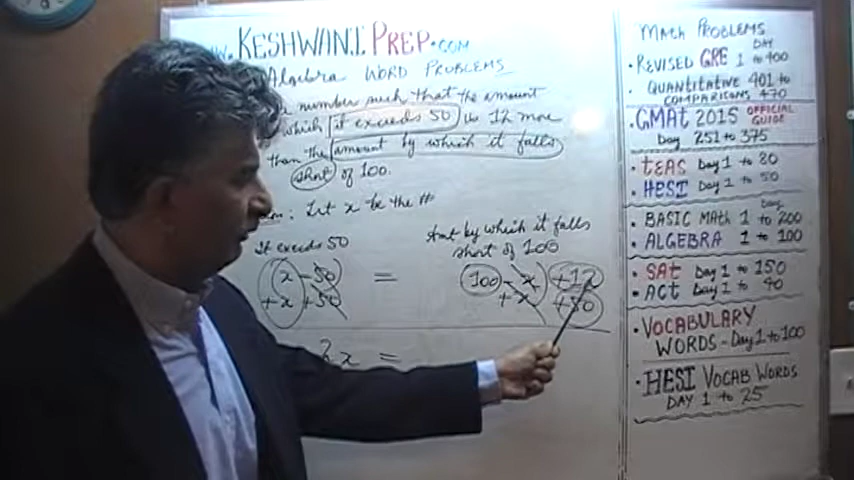 w. KESHWANI PREP.COM
Algebra WORD PROBLEMS
a number such that the amount
which it exceeds 50 is 12 more
than the amount by which it falls
short of 100.
: Let x be the #
It exceeds 50
Amt by which it falls
short of 100
(x - 50) = 100 - x) + 12
+ x + 50 + x + 50
2x =
MATH PROBLEMS
DAY
• REVISED GRE 1 to 400
• QUANTITATIVE 401 to
COMPARISONS 470
• GMAT 2015 OFFICIAL GUIDE
Day 251 to 375
• TEAS Day 1 to 80
• HESI Day 1 to 50
Day
• BASIC MATH 1 to 200
• ALGEBRA 1 to 100
• SAT Day 1 to 150
• ACT Day 1 to 90
• VOCABULARY
WORDS - Day 1 to 100
• HESI VOCAB WORDS
DAY 1 to 25